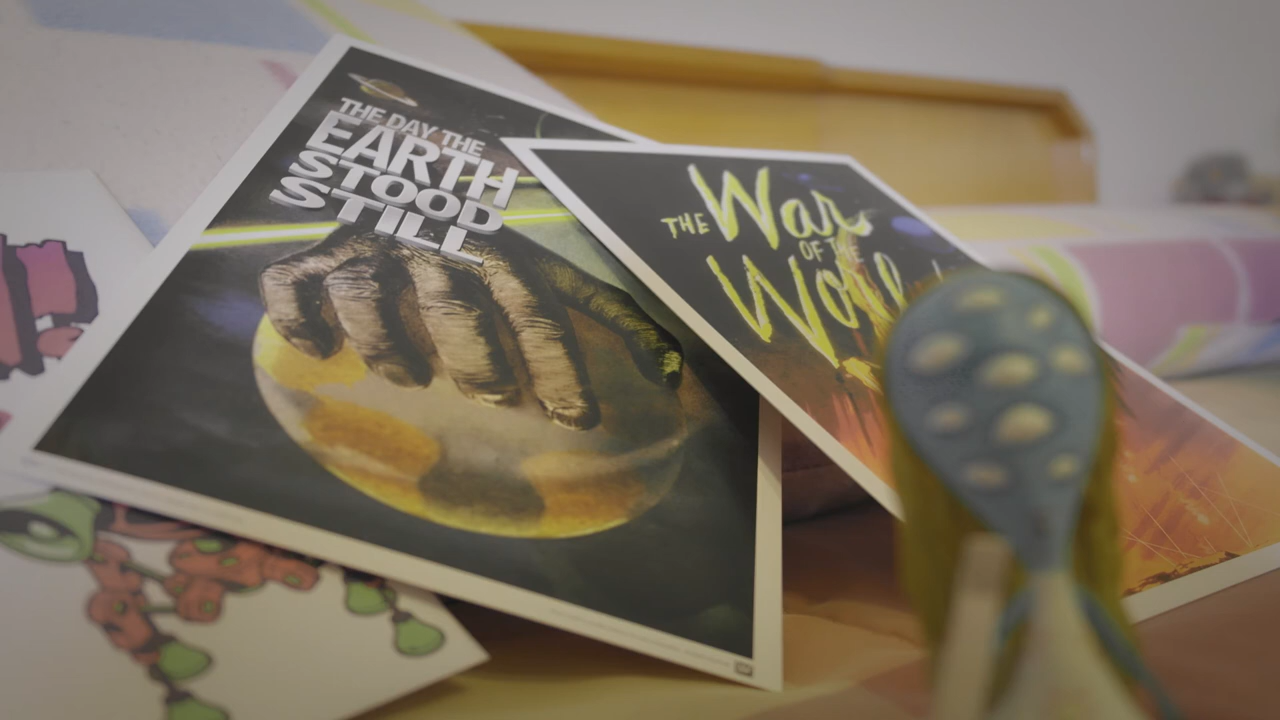 THE DAY THE
EARTH
STOOD
STILL
THE War
OF THE